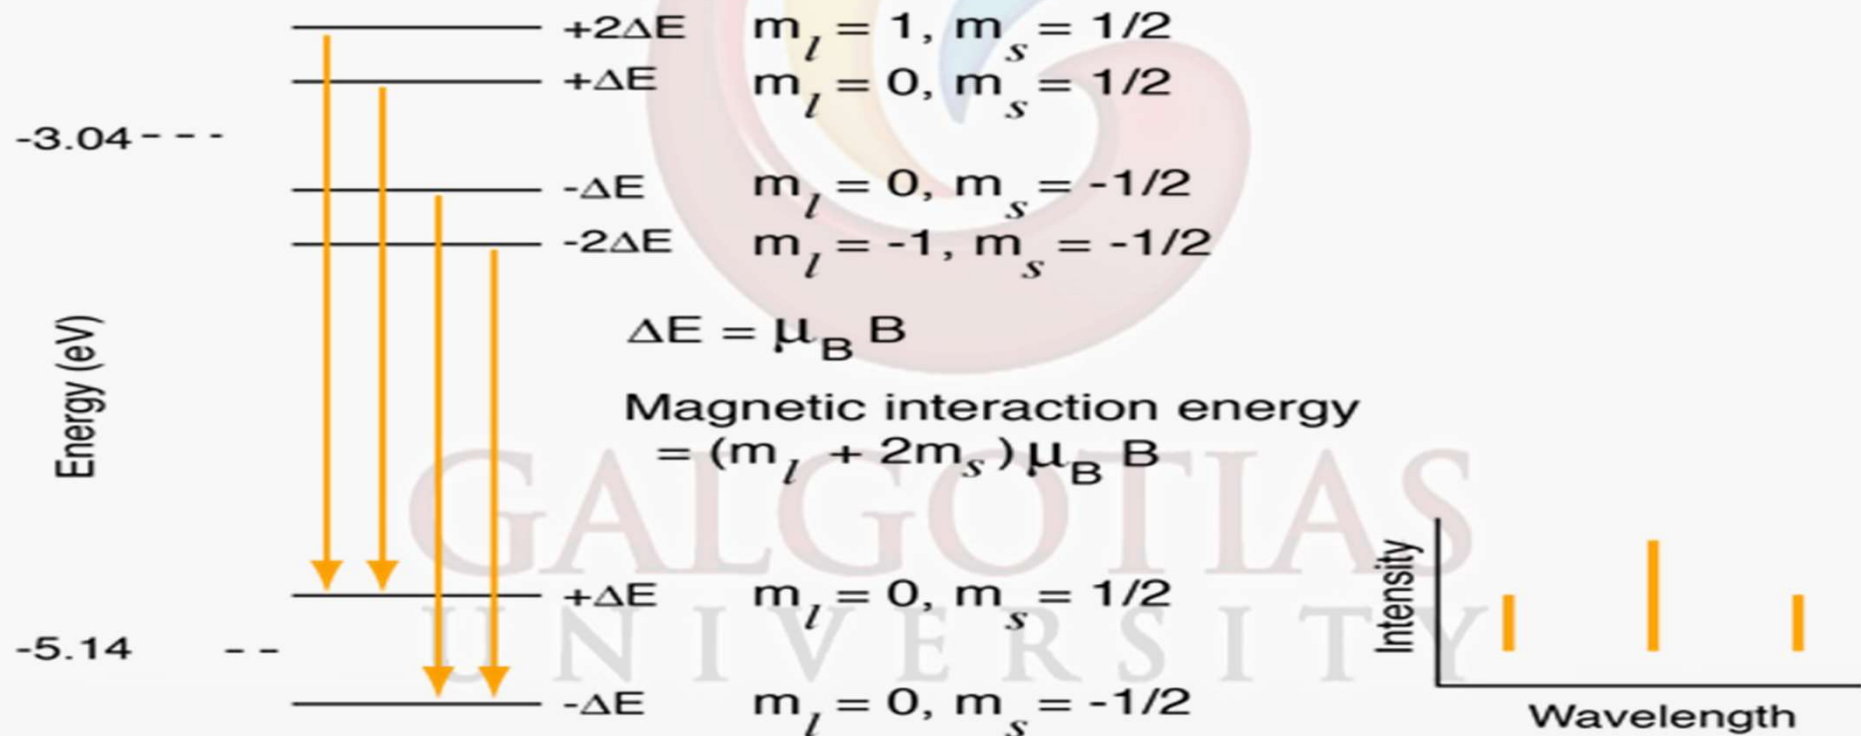 +2ΔE m_l = 1, m_s = 1/2
+ΔE m_l = 0, m_s = 1/2
-3.04
-ΔE m_l = 0, m_s = -1/2
-2ΔE m_l = -1, m_s = -1/2
ΔE = μ_B B
Energy (eV)
Magnetic interaction energy
= (m_l + 2m_s) μ_B B
GALGOTIAS
UNIVERSITY
+ΔE m_l = 0, m_s = 1/2
-5.14
-ΔE m_l = 0, m_s = -1/2
Intensity
Wavelength